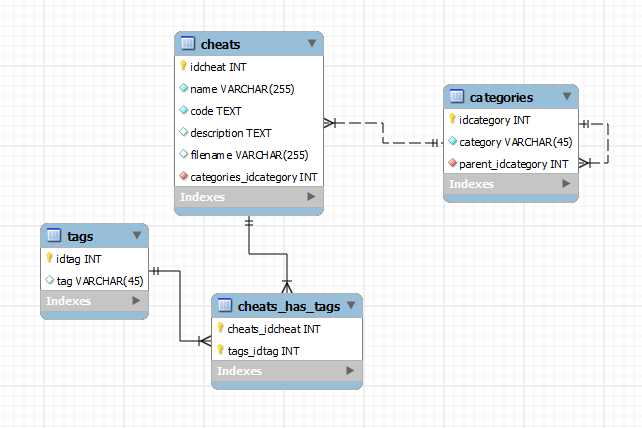 cheats
idcheat INT
name VARCHAR(255)
code TEXT
description TEXT
filename VARCHAR(255)
categories_idcategory INT
Indexes
categories
idcategory INT
category VARCHAR(45)
parent_idcategory INT
Indexes
tags
idtag INT
tag VARCHAR(45)
Indexes
cheats_has_tags
cheats_idcheat INT
tags_idtag INT
Indexes